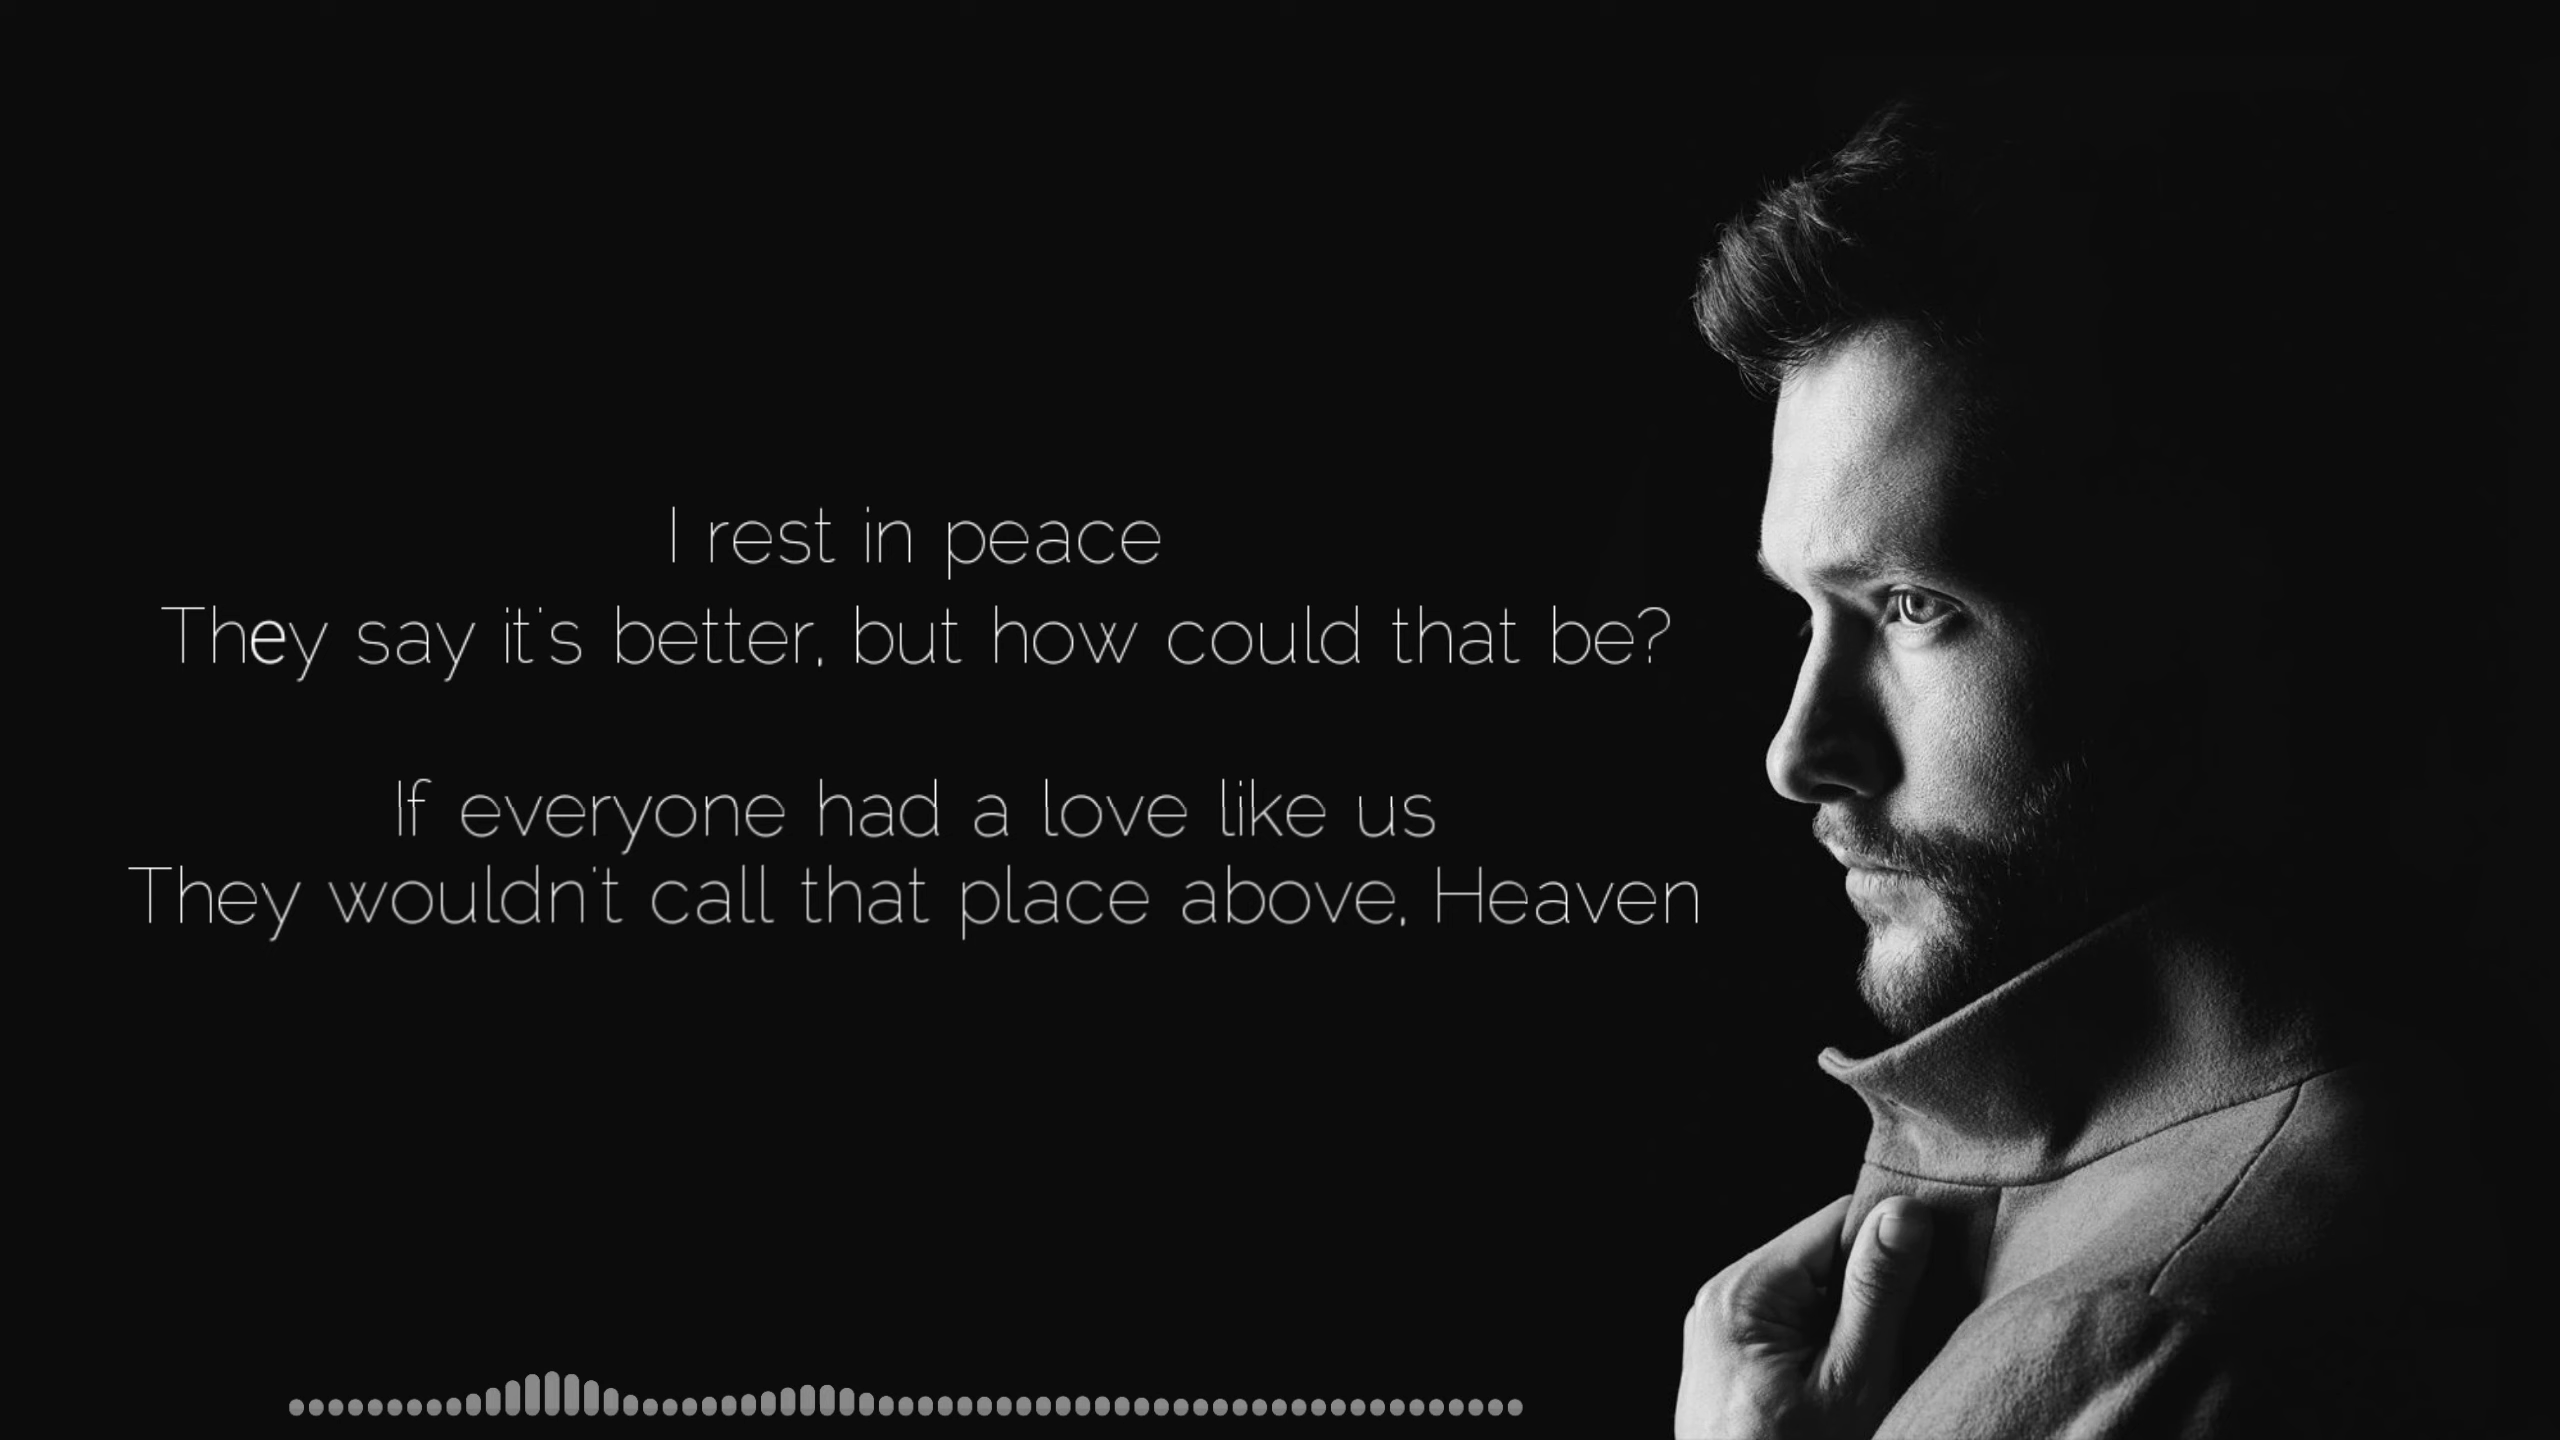 I rest in peace
They say it's better, but how could that be?
If everyone had a love like us
They wouldn't call that place above, Heaven